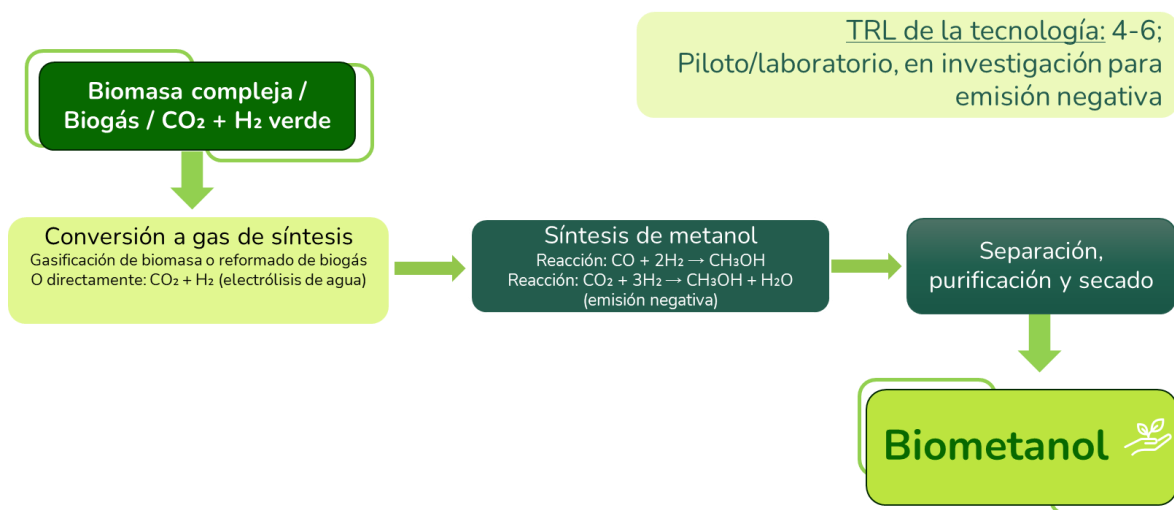 TRL de la tecnología: 4-6;
Piloto/laboratorio, en investigación para
emisión negativa
Biomasa compleja /
Biogás / CO₂ + H₂ verde
Conversión a gas de síntesis
Gasificación de biomasa o reformado de biogás
O directamente: CO₂ + H₂ (electrólisis de agua)
Síntesis de metanol
Reacción: CO + 2H₂ → CH₃OH
Reacción: CO₂ + 3H₂ → CH₃OH + H₂O
(emisión negativa)
Separación,
purificación y secado
Biometanol